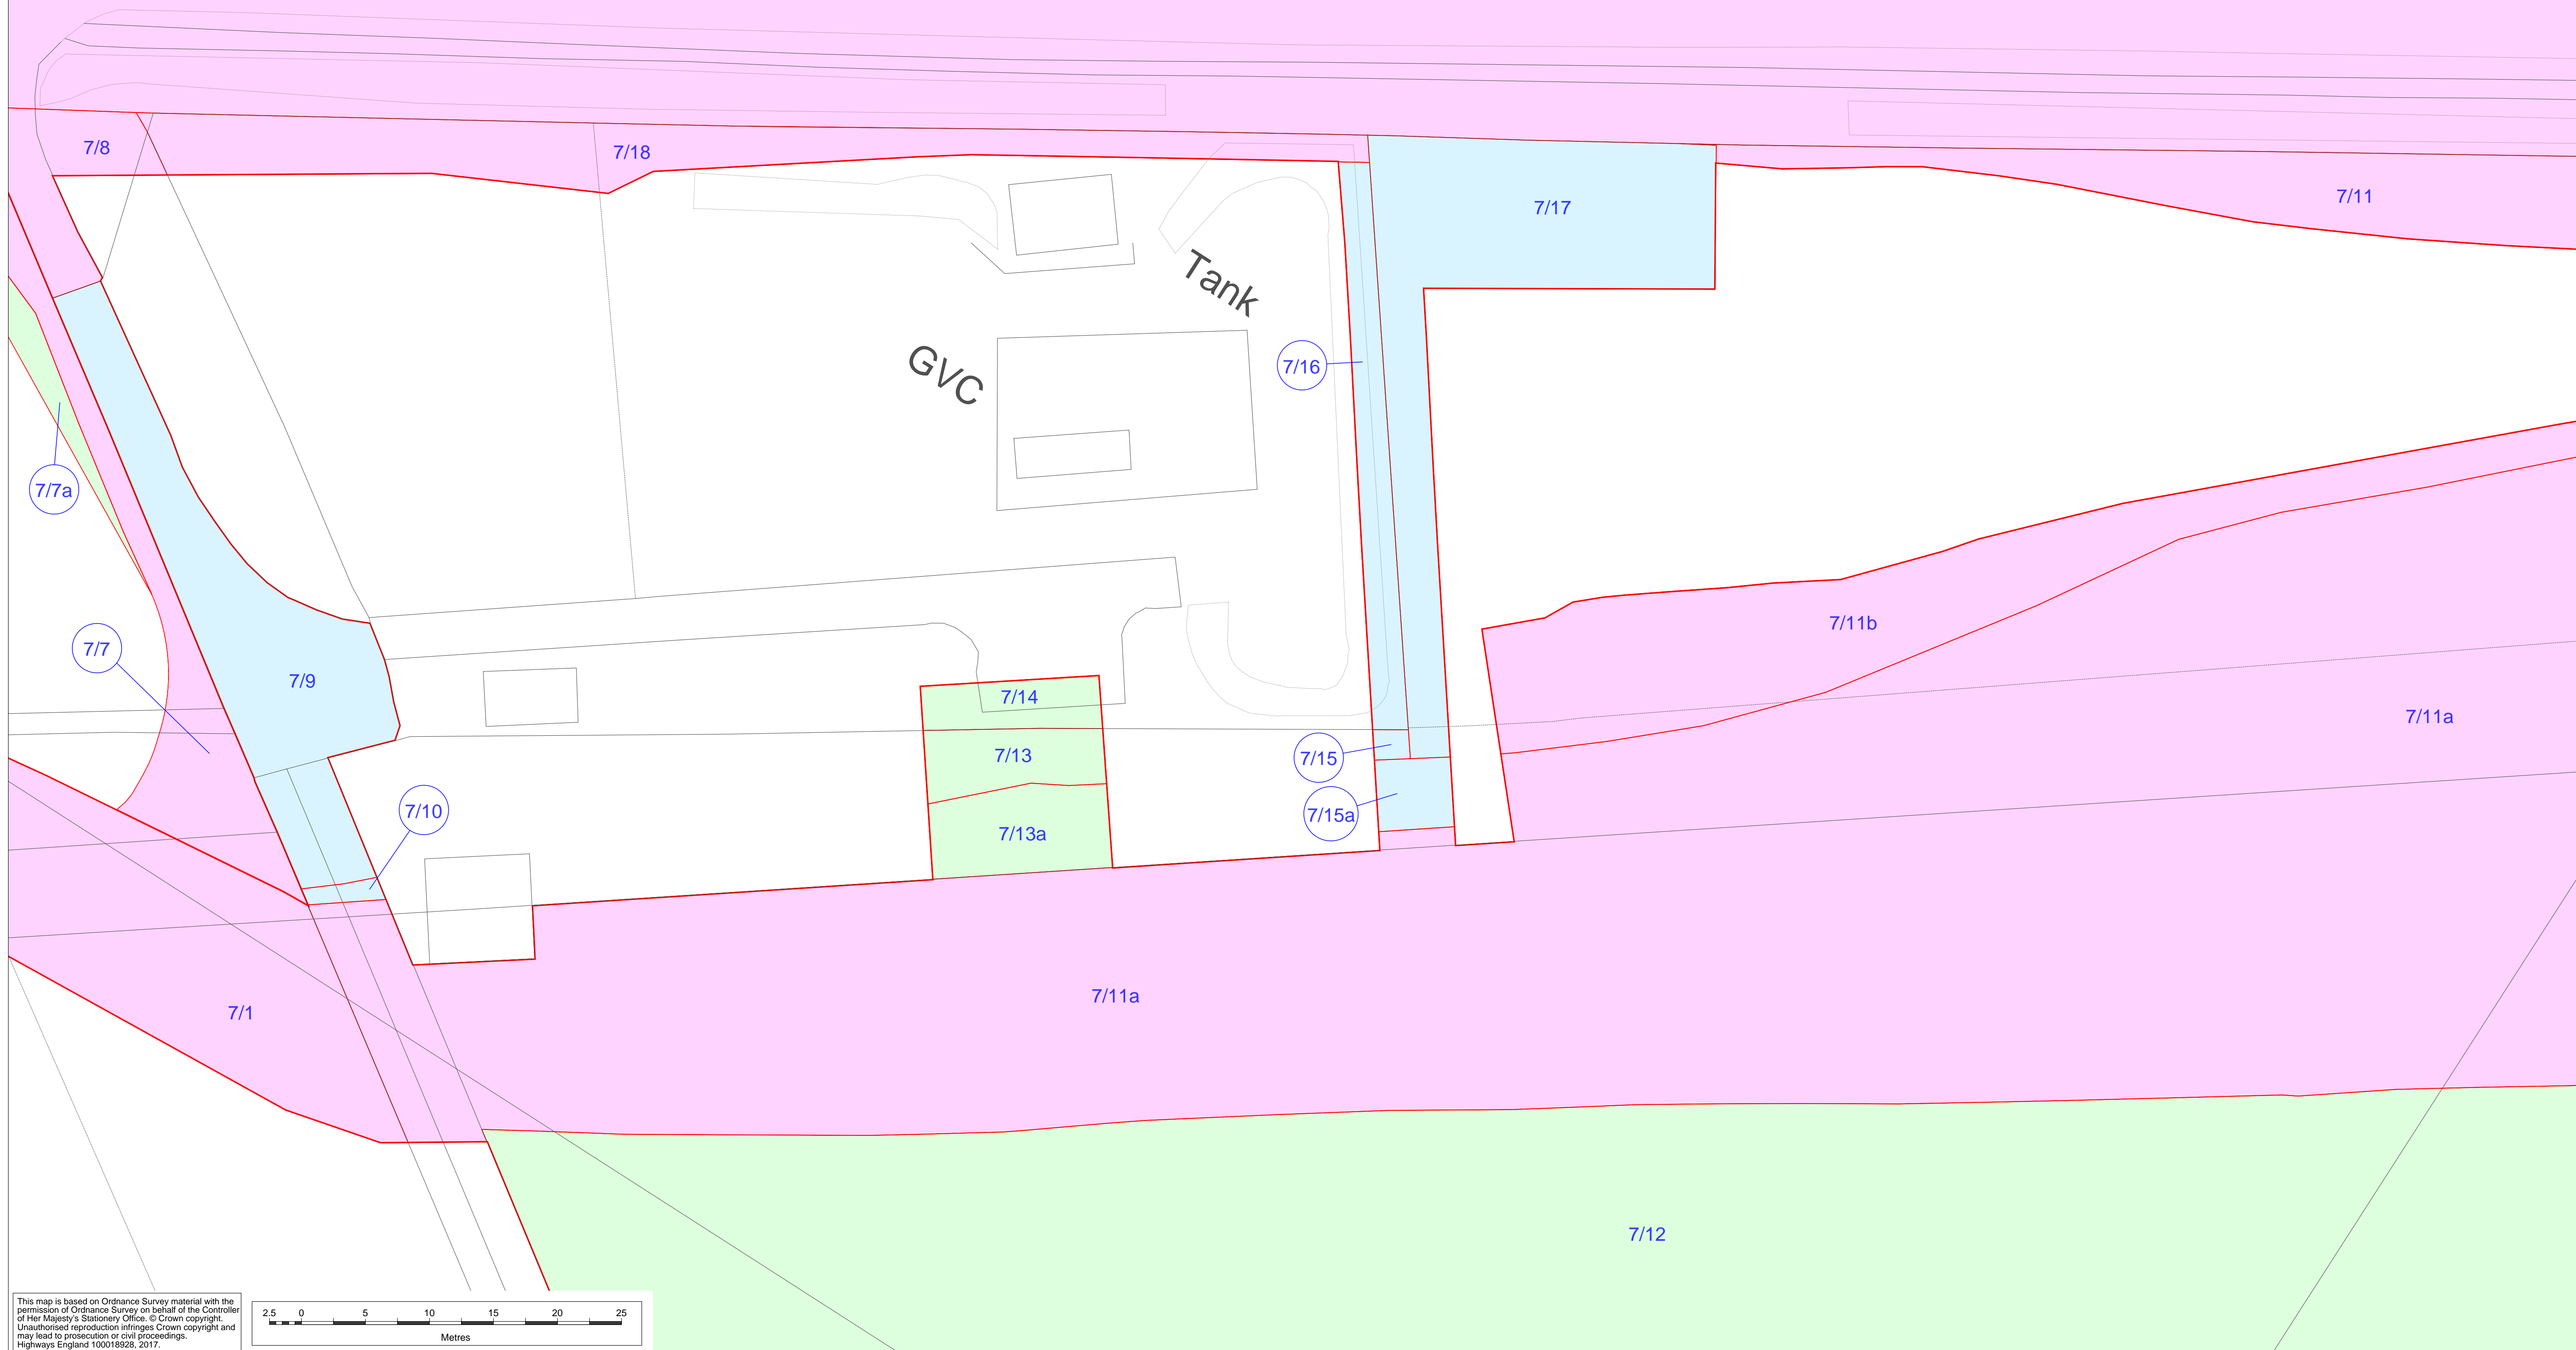 7/8
7/18
7/11
7/17
Tank
7/16
GVC
7/7a
7/11b
7/7
7/9
7/14
7/11a
7/13
7/15
7/10
7/15a
7/13a
7/11a
7/1
7/12
This map is based on Ordnance Survey material with the
permission of Ordnance Survey on behalf of the Controller
of Her Majesty's Stationery Office. © Crown copyright.
Unauthorised reproduction infringes Crown copyright and
may lead to prosecution or civil proceedings.
Highways England 100018928, 2017.
2.5 0 5 10 15 20 25
Metres